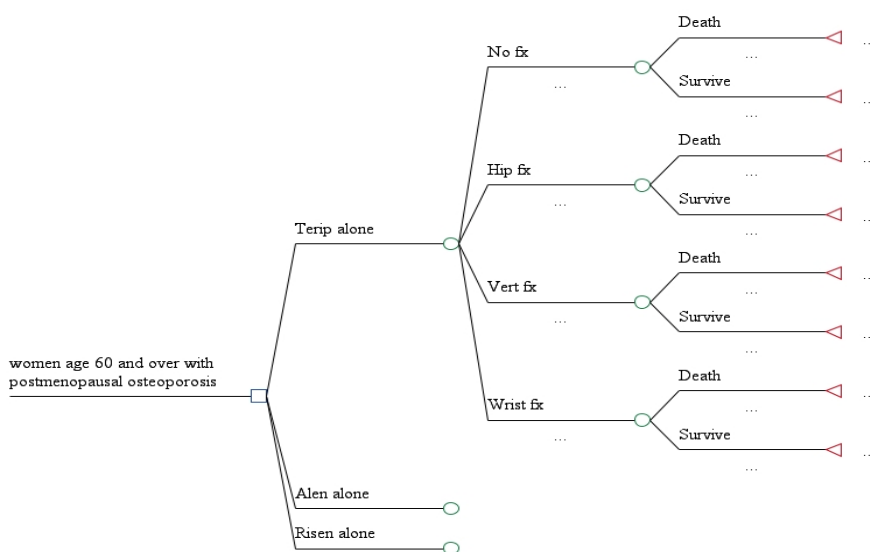 Death
No fx
...
..
Survive
...
...
Death
Hip fx
...
..
Survive
...
...
Terip alone
Death
Vert fx
...
..
Survive
...
...
women age 60 and over with
postmenopausal osteoporosis
Death
Wrist fx
...
..
Survive
...
...
Alen alone
Risen alone